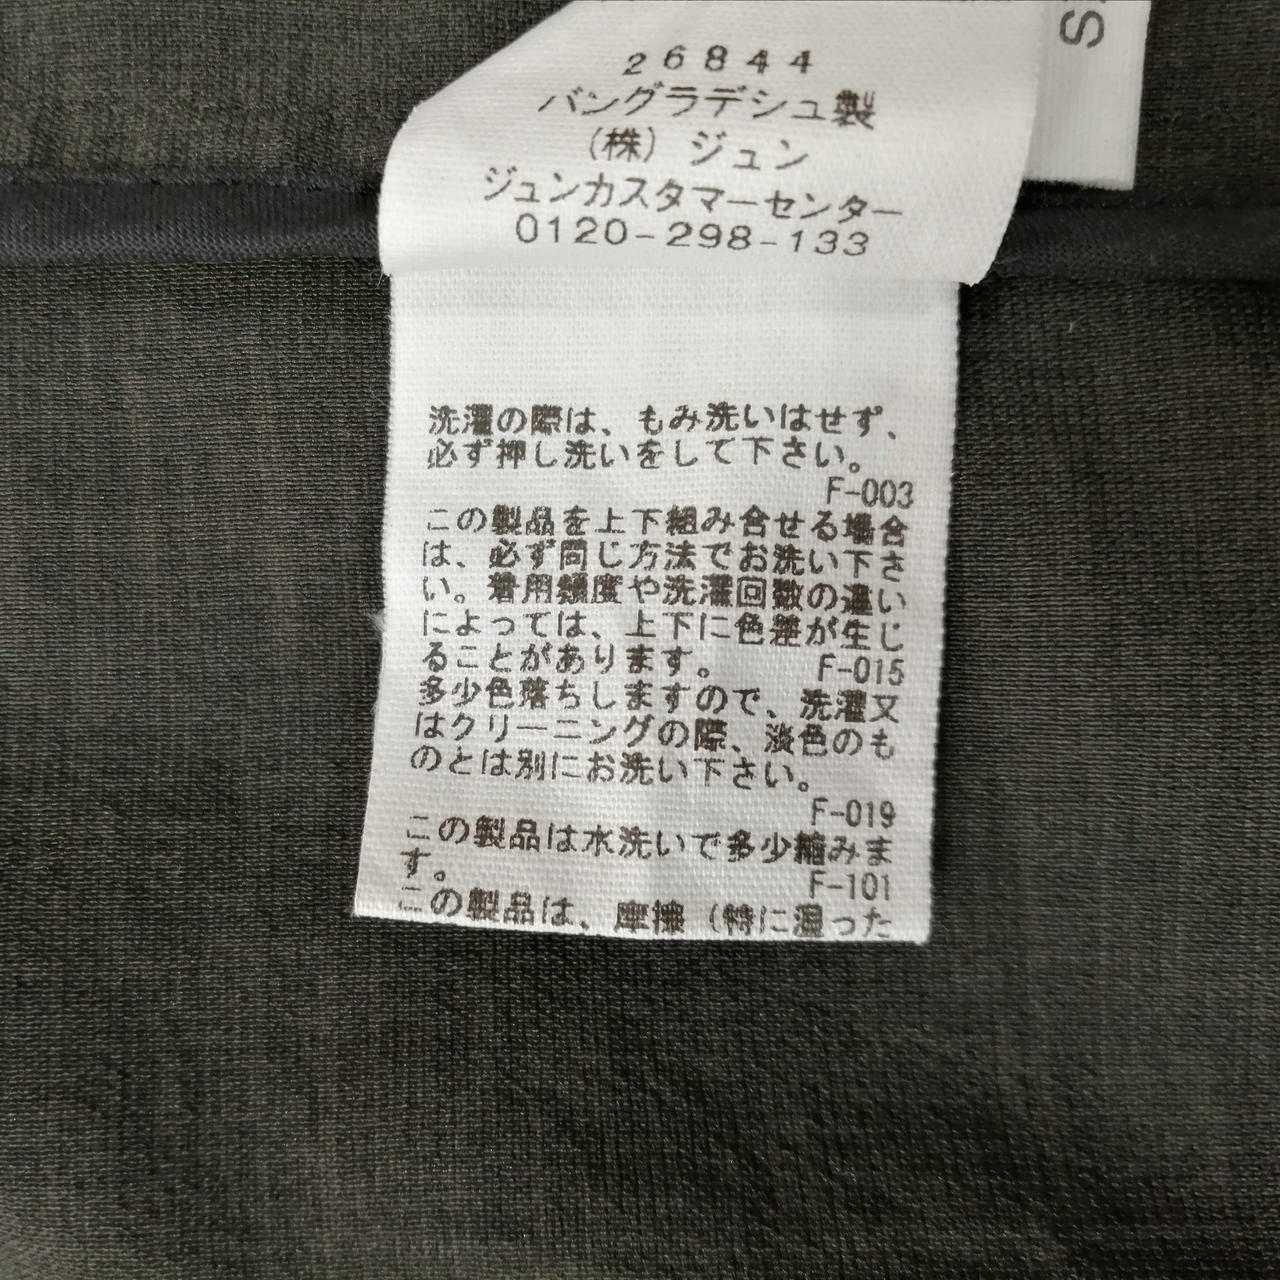 26844
バングラデシュ製
(株) ジュン
ジュンカスタマーセンター
0120-298-133
洗濯の際は、もみ洗いはせず、
必ず押し洗いをして下さい。
F-003
この製品を上下組み合せる場合
は、必ず同じ方法でお洗い下さ
い。着用頻度や洗濯回数の違い
によっては、上下に色差が生じ
ることがあります。 F-015
多少色落ちしますので、洗濯又
はクリーニングの際、淡色のも
のとは別にお洗い下さい。
F-019
この製品は水洗いで多少縮みま
す。 F-101
この製品は、摩擦 (特に湿った